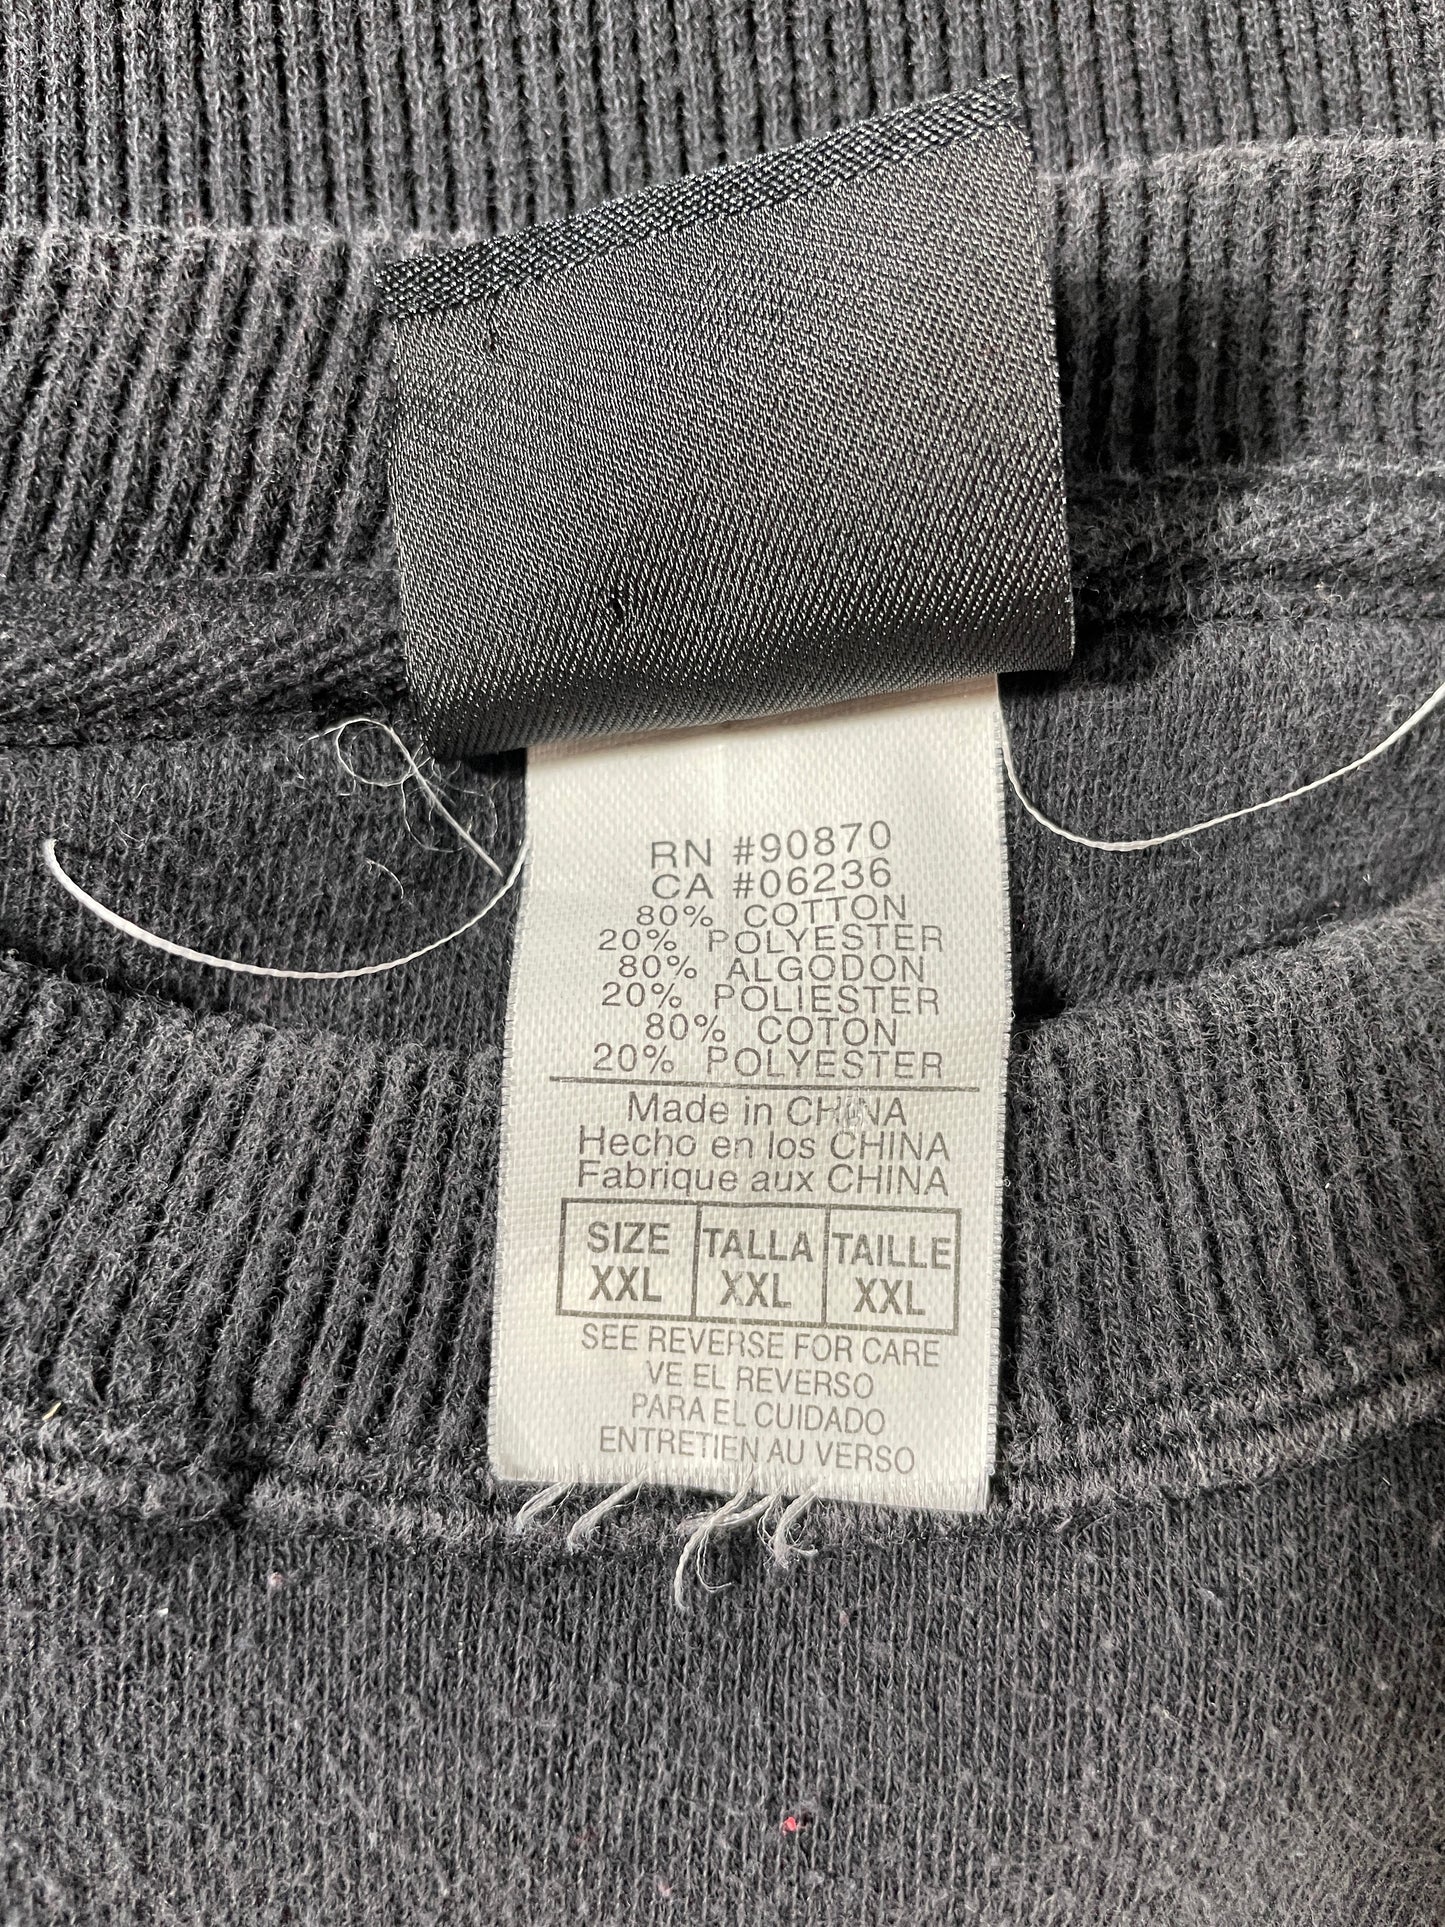 RN #90870
CA #06236
80% COTTON
20% POLYESTER
80% ALGODON
20% POLIESTER
80% COTON
20% POLYESTER
Made in CHINA
Hecho en los CHINA
Fabrique aux CHINA
SIZE TALLA TAILLE
XXL XXL XXL
SEE REVERSE FOR CARE
VE EL REVERSO
PARA EL CUIDADO
ENTRETIEN AU VERSO